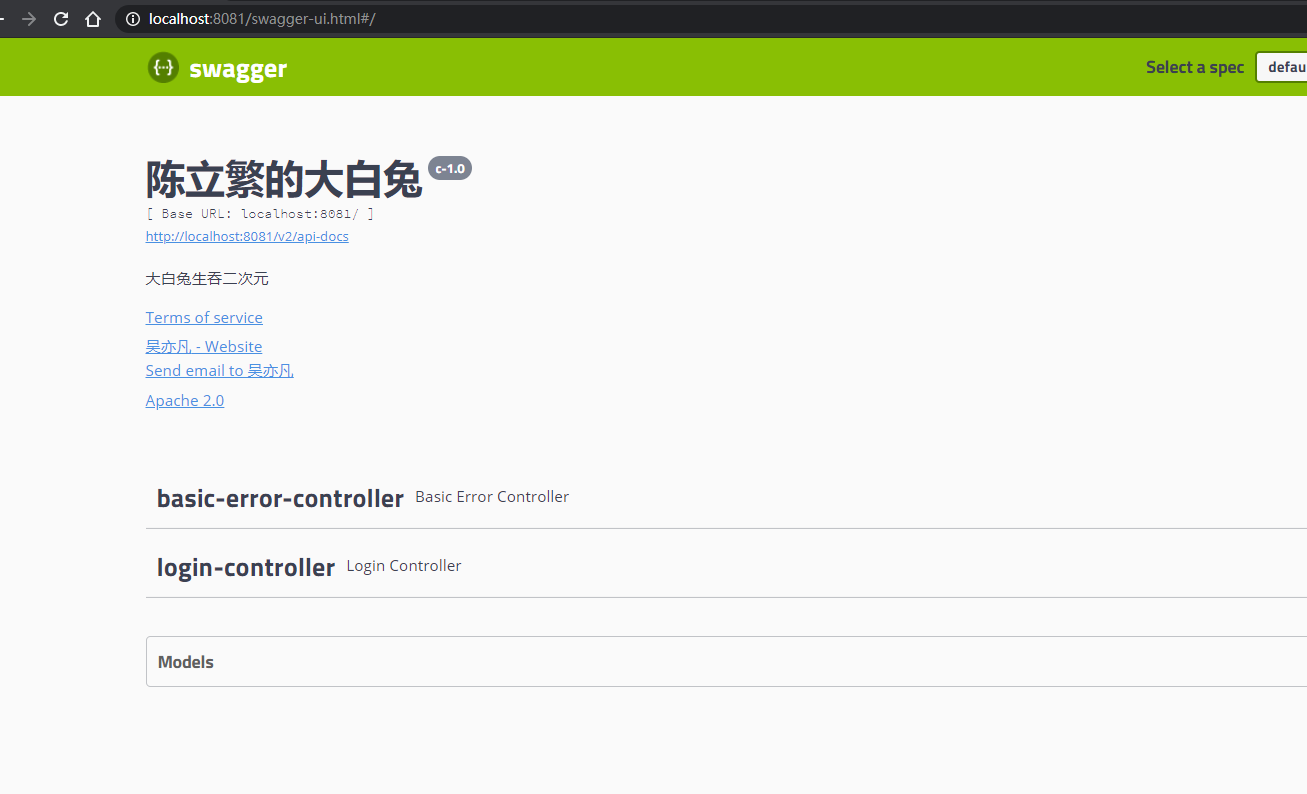 localhost:8081/swagger-ui.html#/
swagger
Select a spec
defau
陈立繁的大白兔 c-1.0
[ Base URL: localhost:8081/ ]
http://localhost:8081/v2/api-docs
大白兔生吞二次元
Terms of service
吴亦凡 - Website
Send email to 吴亦凡
Apache 2.0
basic-error-controller Basic Error Controller
login-controller Login Controller
Models